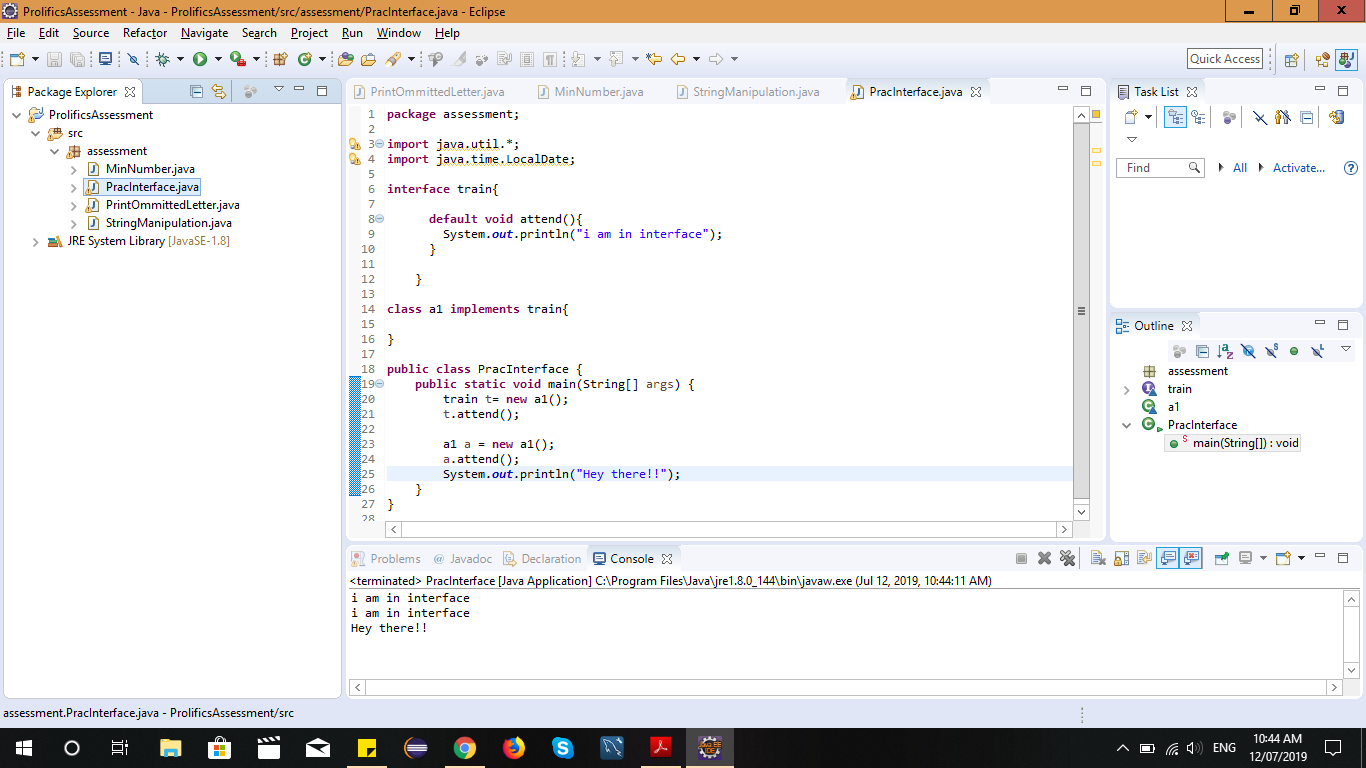 ProlificsAssessment - Java - ProlificsAssessment/src/assessment/PracInterface.java - Eclipse
File Edit Source Refactor Navigate Search Project Run Window Help
Quick Access
Package Explorer
ProlificsAssessment
src
assessment
MinNumber.java
PracInterface.java
PrintOmmittedLetter.java
StringManipulation.java
JRE System Library [JavaSE-1.8]
PrintOmmittedLetter.java MinNumber.java StringManipulation.java PracInterface.java
1 package assessment;
2
3 import java.util.*;
4 import java.time.LocalDate;
5
6 interface train{
7
8 default void attend(){
9 System.out.println("i am in interface");
10 }
11
12 }
13
14 class a1 implements train{
15
16 }
17
18 public class PracInterface {
19 public static void main(String[] args) {
20 train t= new a1();
21 t.attend();
22
23 a1 a = new a1();
24 a.attend();
25 System.out.println("Hey there!!");
26 }
27 }
28
Task List
Find All Activate...
Outline
assessment
train
a1
PracInterface
main(String[]) : void
Problems @ Javadoc Declaration Console
<terminated> PracInterface [Java Application] C:\Program Files\Java\jre1.8.0_144\bin\javaw.exe (Jul 12, 2019, 10:44:11 AM)
i am in interface
i am in interface
Hey there!!
assessment.PracInterface.java - ProlificsAssessment/src
ENG
10:44 AM
12/07/2019